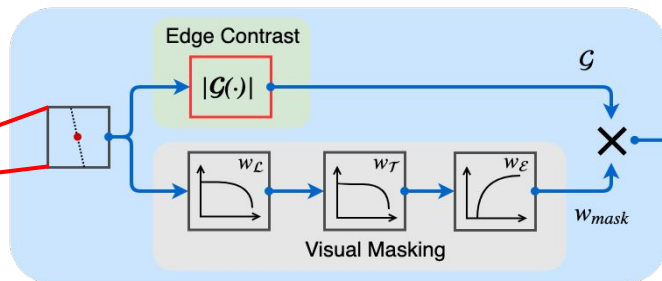 Edge Contrast
|𝓖(·)|
𝒢
w_ℒ
w_𝒯
w_ℰ
w_mask
Visual Masking